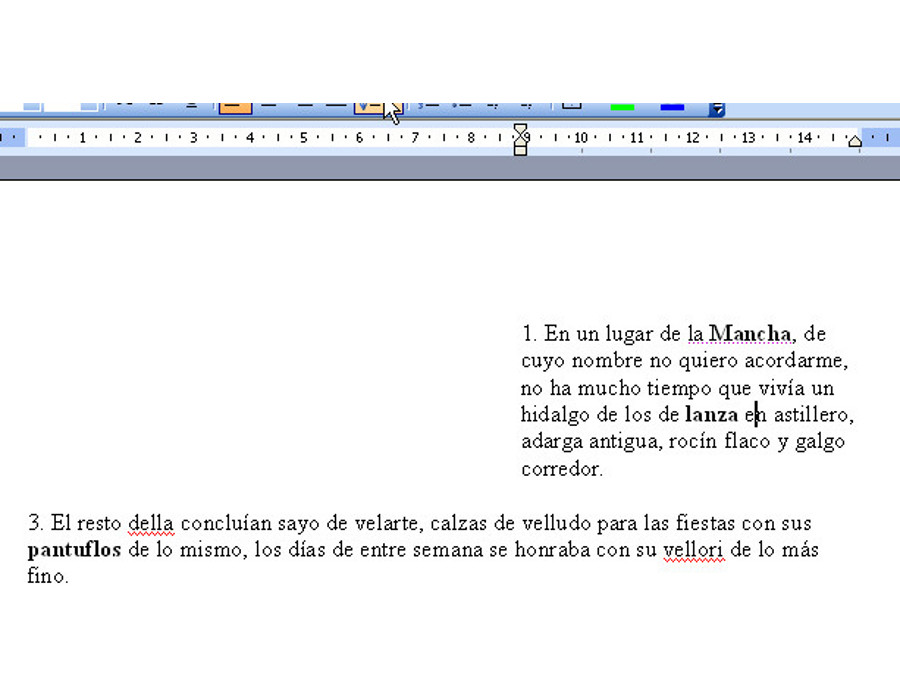 1 2 3 4 5 6 7 8 9 10 11 12 13 14
1. En un lugar de la Mancha, de
cuyo nombre no quiero acordarme,
no ha mucho tiempo que vivía un
hidalgo de los de lanza en astillero,
adarga antigua, rocín flaco y galgo
corredor.
3. El resto della concluían sayo de velarte, calzas de velludo para las fiestas con sus
pantuflos de lo mismo, los días de entre semana se honraba con su vellori de lo más
fino.